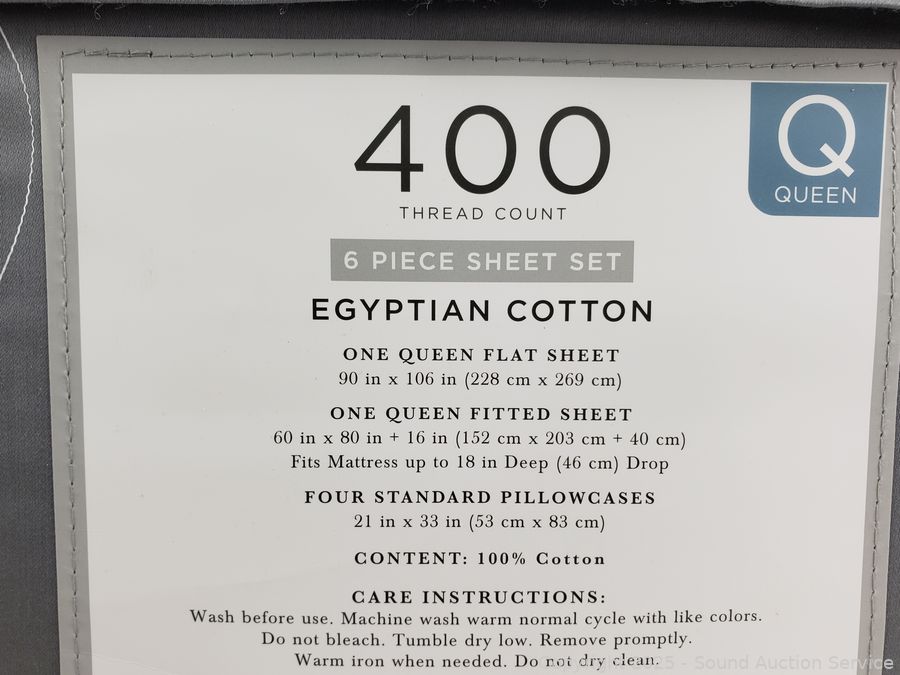 400
THREAD COUNT
Q
QUEEN
6 PIECE SHEET SET
EGYPTIAN COTTON
ONE QUEEN FLAT SHEET
90 in x 106 in (228 cm x 269 cm)
ONE QUEEN FITTED SHEET
60 in x 80 in + 16 in (152 cm x 203 cm + 40 cm)
Fits Mattress up to 18 in Deep (46 cm) Drop
FOUR STANDARD PILLOWCASES
21 in x 33 in (53 cm x 83 cm)
CONTENT: 100% Cotton
CARE INSTRUCTIONS:
Wash before use. Machine wash warm normal cycle with like colors.
Do not bleach. Tumble dry low. Remove promptly.
Warm iron when needed. Do not dry clean.
2025 - Sound Auction Service